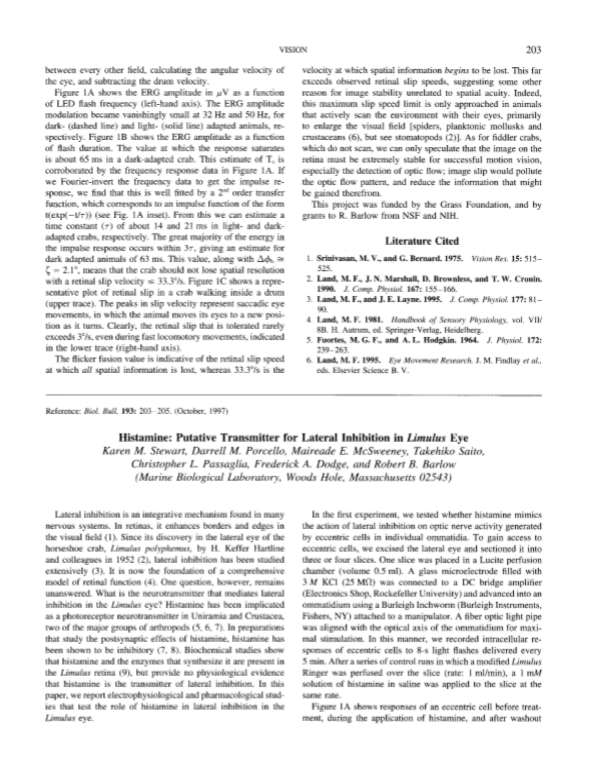 VISION
203
between every other field, calculating the angular velocity of
the eye, and subtracting the drum velocity.
Figure 1A shows the ERG amplitude in μV as a function
of LED flash frequency (left-hand axis). The ERG amplitude
modulation became vanishingly small at 32 Hz and 50 Hz, for
dark- (dashed line) and light- (solid line) adapted animals, re-
spectively. Figure 1B shows the ERG amplitude as a function
of flash duration. The value at which the response saturates
is about 65 ms in a dark-adapted crab. This estimate of T, is
corroborated by the frequency response data in Figure 1A. If
we Fourier-invert the frequency data to get the impulse re-
sponse, we find that this is well fitted by a 2nd order transfer
function, which corresponds to an impulse function of the form
t(exp(−t/τ)) (see Fig. 1A inset). From this we can estimate a
time constant (τ) of about 14 and 21 ms in light- and dark-
adapted crabs, respectively. The great majority of the energy in
the impulse response occurs within 3τ, giving an estimate for
dark adapted animals of 63 ms. This value, along with Δϕ, ≅
ζ = 2.1°, means that the crab should not lose spatial resolution
with a retinal slip velocity ≤ 33.3°/s. Figure 1C shows a repre-
sentative plot of retinal slip in a crab walking inside a drum
(upper trace). The peaks in slip velocity represent saccadic eye
movements, in which the animal moves its eyes to a new posi-
tion as it turns. Clearly, the retinal slip that is tolerated rarely
exceeds 3°/s, even during fast locomotory movements, indicated
in the lower trace (right-hand axis).
The flicker fusion value is indicative of the retinal slip speed
at which all spatial information is lost, whereas 33.3°/s is the
velocity at which spatial information begins to be lost. This far
exceeds observed retinal slip speeds, suggesting some other
reason for image stability unrelated to spatial acuity. Indeed,
this maximum slip speed limit is only approached in animals
that actively scan the environment with their eyes, primarily
to enlarge the visual field [spiders, planktonic mollusks and
crustaceans (6), but see stomatopods (2)]. As for fiddler crabs,
which do not scan, we can only speculate that the image on the
retina must be extremely stable for successful motion vision,
especially the detection of optic flow; image slip would pollute
the optic flow pattern, and reduce the information that might
be gained therefrom.
This project was funded by the Grass Foundation, and by
grants to R. Barlow from NSF and NIH.
Literature Cited
1. Srinivasan, M. V., and G. Bernard. 1975. Vision Res. 15: 515–
525.
2. Land, M. F., J. N. Marshall, D. Brownless, and T. W. Cronin.
1990. J. Comp. Physiol. 167: 155–166.
3. Land, M. F., and J. E. Layne. 1995. J. Comp. Physiol. 177: 81–
90.
4. Land, M. F. 1981. Handbook of Sensory Physiology, vol. VII/
8B. H. Autrum, ed. Springer-Verlag, Heidelberg.
5. Fuortes, M. G. F., and A. L. Hodgkin. 1964. J. Physiol. 172:
239–263.
6. Land, M. F. 1995. Eye Movement Research. J. M. Findlay et al.,
eds. Elsevier Science B. V.
Reference: Biol. Bull. 193: 203–205. (October, 1997)
Histamine: Putative Transmitter for Lateral Inhibition in Limulus Eye
Karen M. Stewart, Darrell M. Porcello, Maireade E. McSweeney, Takehiko Saito,
Christopher L. Passaglia, Frederick A. Dodge, and Robert B. Barlow
(Marine Biological Laboratory, Woods Hole, Massachusetts 02543)
Lateral inhibition is an integrative mechanism found in many
nervous systems. In retinas, it enhances borders and edges in
the visual field (1). Since its discovery in the lateral eye of the
horseshoe crab, Limulus polyphemus, by H. Keffer Hartline
and colleagues in 1952 (2), lateral inhibition has been studied
extensively (3). It is now the foundation of a comprehensive
model of retinal function (4). One question, however, remains
unanswered. What is the neurotransmitter that mediates lateral
inhibition in the Limulus eye? Histamine has been implicated
as a photoreceptor neurotransmitter in Uniramia and Crustacea,
two of the major groups of arthropods (5, 6, 7). In preparations
that study the postsynaptic effects of histamine, histamine has
been shown to be inhibitory (7, 8). Biochemical studies show
that histamine and the enzymes that synthesize it are present in
the Limulus retina (9), but provide no physiological evidence
that histamine is the transmitter of lateral inhibition. In this
paper, we report electrophysiological and pharmacological stud-
ies that test the role of histamine in lateral inhibition in the
Limulus eye.
In the first experiment, we tested whether histamine mimics
the action of lateral inhibition on optic nerve activity generated
by eccentric cells in individual ommatidia. To gain access to
eccentric cells, we excised the lateral eye and sectioned it into
three or four slices. One slice was placed in a Lucite perfusion
chamber (volume 0.5 ml). A glass microelectrode filled with
3 M KCl (25 MΩ) was connected to a DC bridge amplifier
(Electronics Shop, Rockefeller University) and advanced into an
ommatidium using a Burleigh Inchworm (Burleigh Instruments,
Fishers, NY) attached to a manipulator. A fiber optic light pipe
was aligned with the optical axis of the ommatidium for maxi-
mal stimulation. In this manner, we recorded intracellular re-
sponses of eccentric cells to 8-s light flashes delivered every
5 min. After a series of control runs in which a modified Limulus
Ringer was perfused over the slice (rate: 1 ml/min), a 1 mM
solution of histamine in saline was applied to the slice at the
same rate.
Figure 1A shows responses of an eccentric cell before treat-
ment, during the application of histamine, and after washout